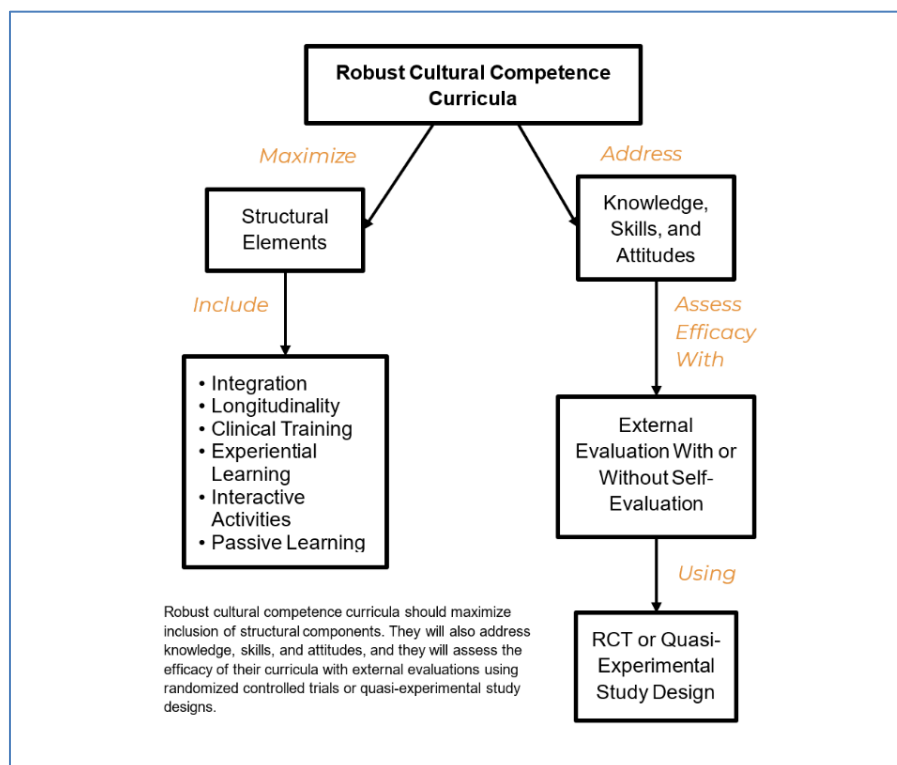 Robust Cultural Competence
Curricula
Maximize
Address
Structural
Elements
Knowledge,
Skills, and
Attitudes
Include
Assess
Efficacy
With
• Integration
• Longitudinality
• Clinical Training
• Experiential
Learning
• Interactive
Activities
• Passive Learning
External
Evaluation With or
Without Self-
Evaluation
Using
RCT or Quasi-
Experimental
Study Design
Robust cultural competence curricula should maximize
inclusion of structural components. They will also address
knowledge, skills, and attitudes, and they will assess the
efficacy of their curricula with external evaluations using
randomized controlled trials or quasi-experimental study
designs.